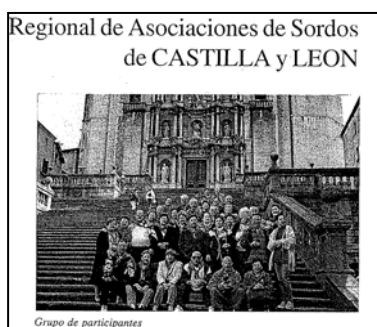 Regional de Asociaciones de Sordos
de CASTILLA y LEON
Grupo de participantes